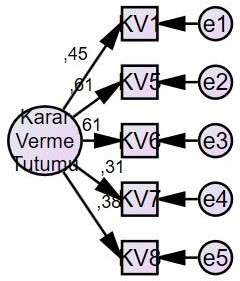 KV1
e1
,45
KV5
e2
,61
Karar
Verme
Tutumu
,61
KV6
e3
,31
KV7
e4
,38
KV8
e5